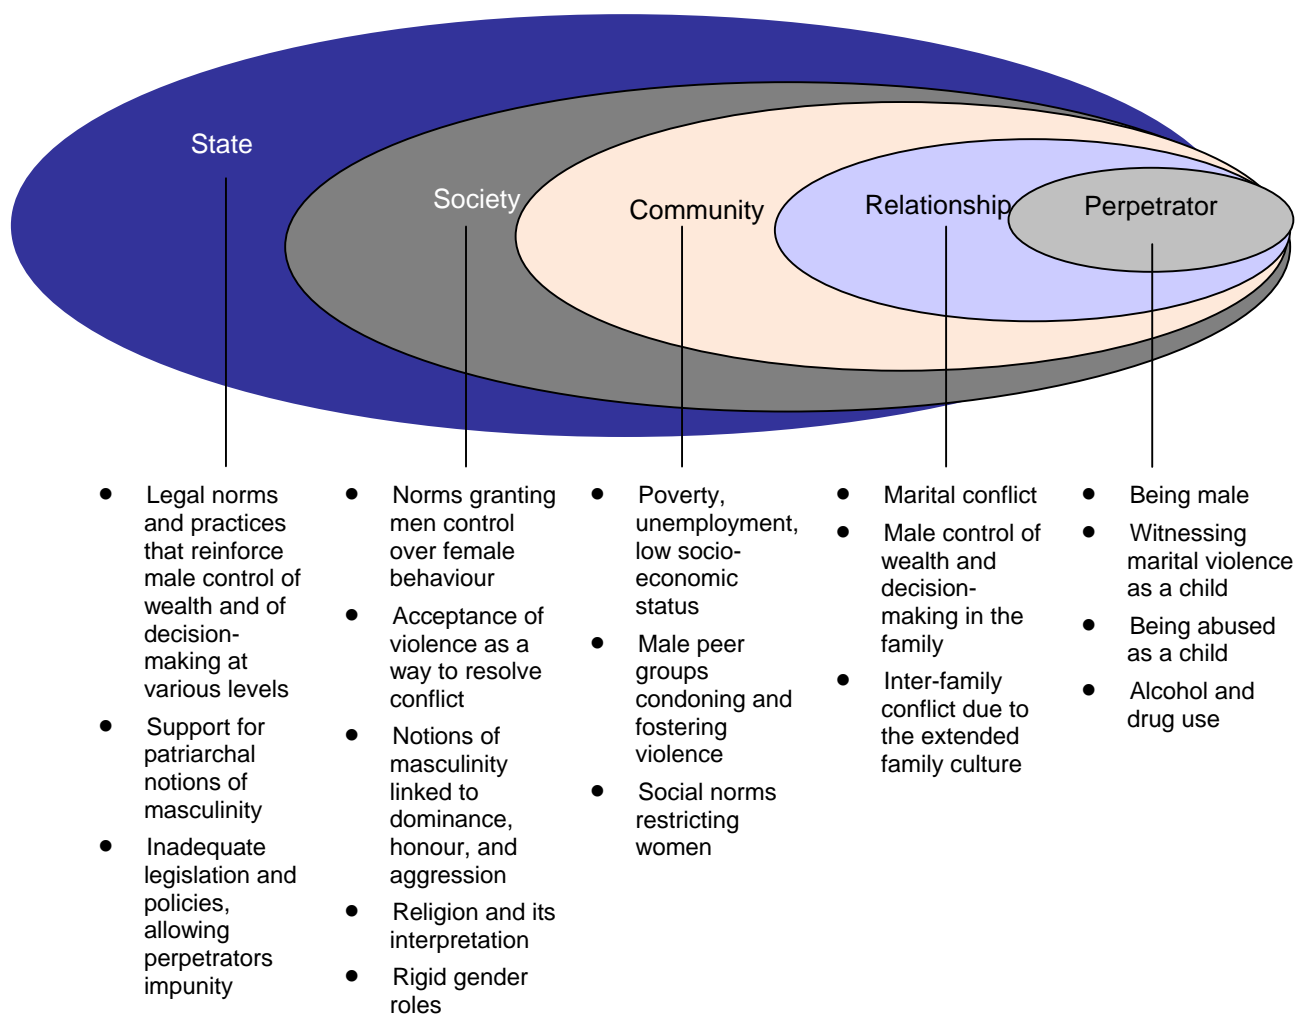 State
Society
Community
Relationship
Perpetrator
• Legal norms
and practices
that reinforce
male control of
wealth and of
decision-
making at
various levels
• Support for
patriarchal
notions of
masculinity
• Inadequate
legislation and
policies,
allowing
perpetrators
impunity
• Norms granting
men control
over female
behaviour
• Acceptance of
violence as a
way to resolve
conflict
• Notions of
masculinity
linked to
dominance,
honour, and
aggression
• Religion and its
interpretation
• Rigid gender
roles
• Poverty,
unemployment,
low socio-
economic
status
• Male peer
groups
condoning and
fostering
violence
• Social norms
restricting
women
• Marital conflict
• Male control of
wealth and
decision-
making in the
family
• Inter-family
conflict due to
the extended
family culture
• Being male
• Witnessing
marital violence
as a child
• Being abused
as a child
• Alcohol and
drug use